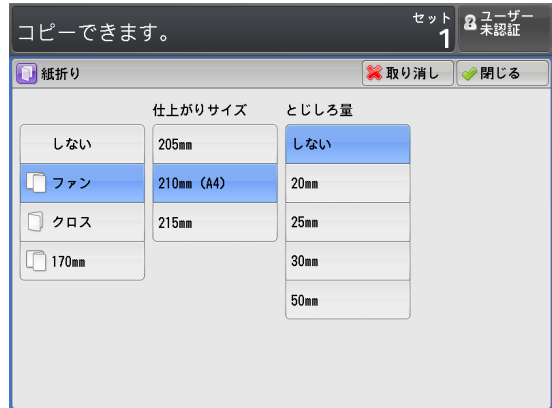 コピーできます。
セット
1
ユーザー
未認証
紙折り
取り消し
閉じる
仕上がりサイズ
とじしろ量
しない
205mm
しない
ファン
210mm (A4)
20mm
クロス
215mm
25mm
170mm
30mm
50mm